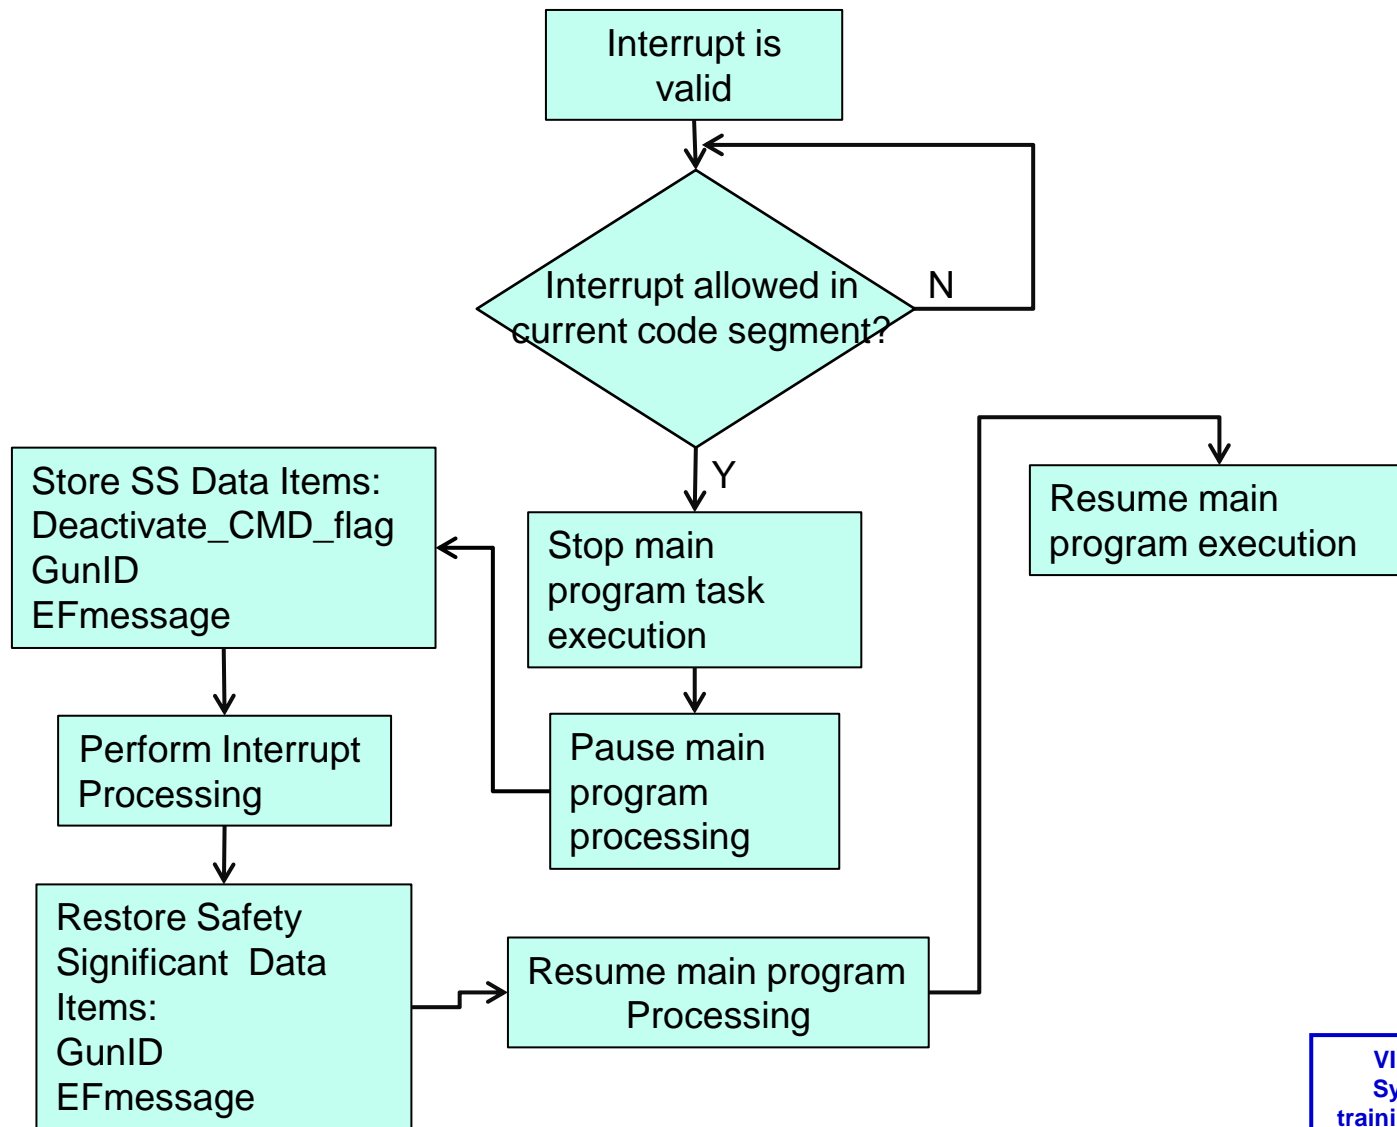 Interrupt is
valid
Interrupt allowed in
current code segment?
N
Y
Store SS Data Items:
Deactivate_CMD_flag
GunID
EFmessage
Stop main
program task
execution
Resume main
program execution
Perform Interrupt
Processing
Pause main
program
processing
Restore Safety
Significant Data
Items:
GunID
EFmessage
Resume main program
Processing